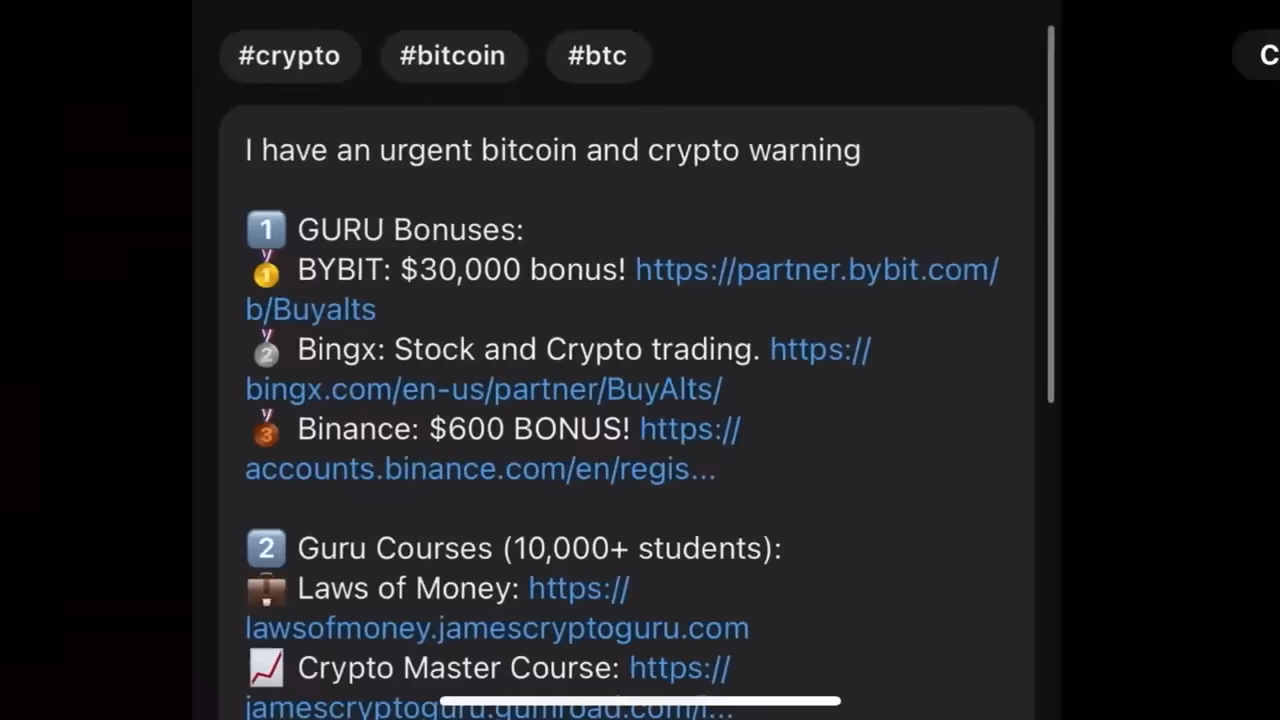 #crypto #bitcoin #btc
C
I have an urgent bitcoin and crypto warning
1️⃣ GURU Bonuses:
🥇 BYBIT: $30,000 bonus! https://partner.bybit.com/
b/Buyalts
🥈 Bingx: Stock and Crypto trading. https://
bingx.com/en-us/partner/BuyAlts/
🥉 Binance: $600 BONUS! https://
accounts.binance.com/en/regis...
2️⃣ Guru Courses (10,000+ students):
💼 Laws of Money: https://
lawsofmoney.jamescryptoguru.com
📈 Crypto Master Course: https://
jamescryptoguru.gumroad.com/l...